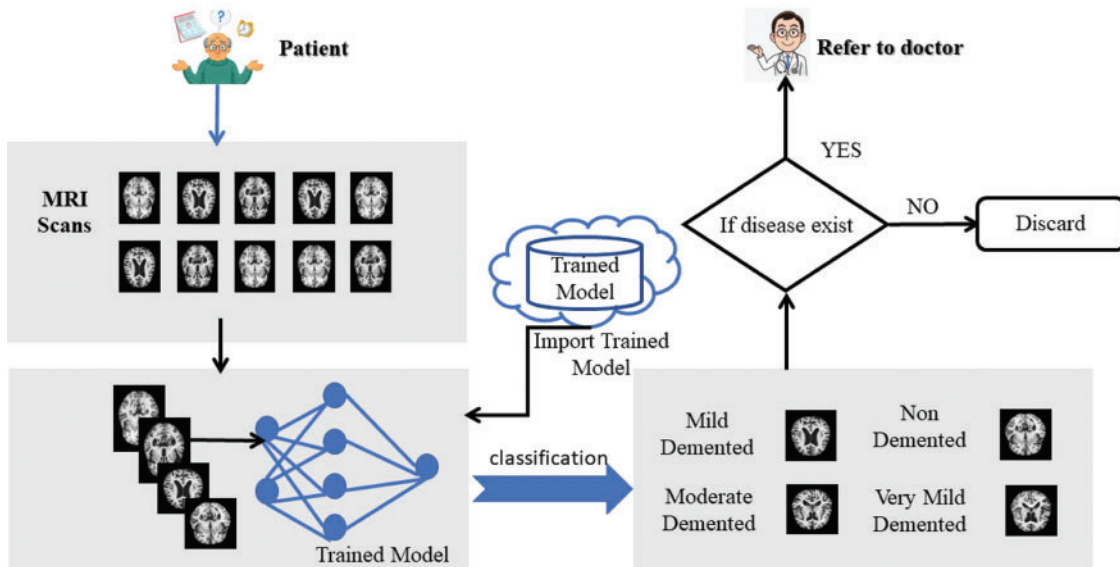 ?
Patient
Refer to doctor
MRI
Scans
YES
If disease exist
NO
Discard
Trained
Model
Import Trained
Model
Trained Model
classification
Mild
Demented
Non
Demented
Moderate
Demented
Very Mild
Demented